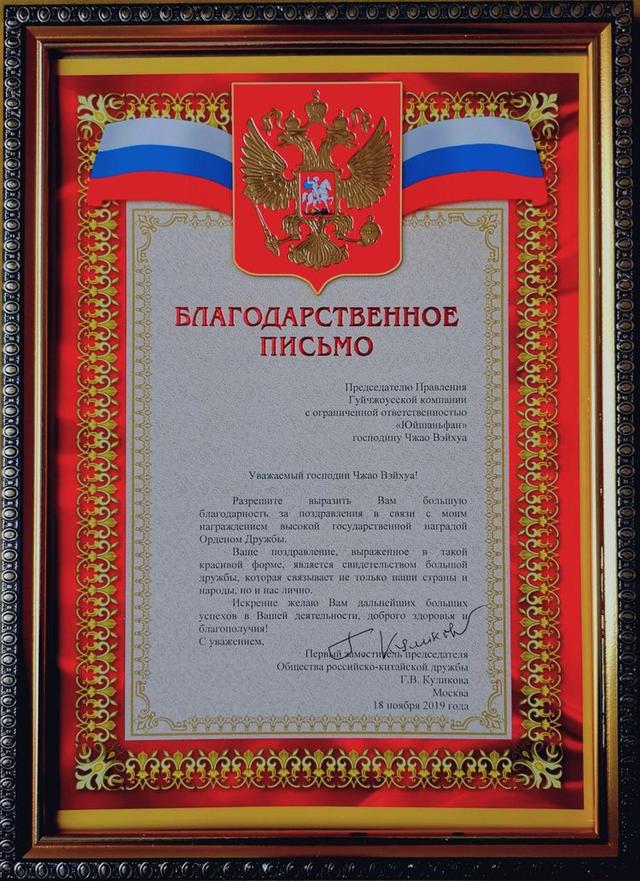 БЛАГОДАРСТВЕННОЕ
ПИСЬМО
Председателю Правления
Гуйчжоусской компании
с ограниченной ответственностью
«Юйшаньфан»
господину Чжао Вэйхуа
Уважаемый господин Чжао Вэйхуа!
Разрешите выразить Вам большую
благодарность за поздравления в связи с моим
награждением высокой государственной наградой
Орденом Дружбы.
Ваше поздравление, выраженное в такой
красивой форме, является свидетельством большой
дружбы, которая связывает не только наши страны и
народы, но и нас лично.
Искренне желаю Вам дальнейших больших
успехов в Вашей деятельности, доброго здоровья и
благополучия!
С уважением,
Г. Куликова
Первый заместитель председателя
Общества российско-китайской дружбы
Г.В. Куликова
Москва
18 ноября 2019 года